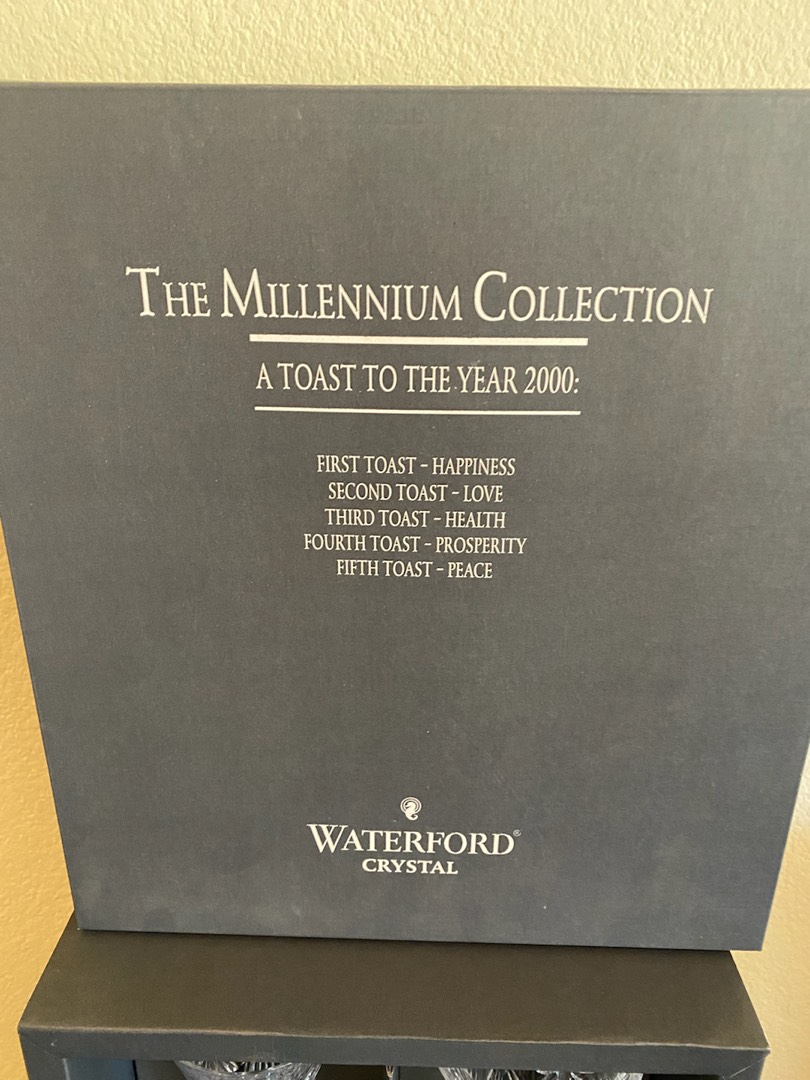 THE MILLENNIUM COLLECTION
A TOAST TO THE YEAR 2000:
FIRST TOAST - HAPPINESS
SECOND TOAST - LOVE
THIRD TOAST - HEALTH
FOURTH TOAST - PROSPERITY
FIFTH TOAST - PEACE
WATERFORD®
CRYSTAL